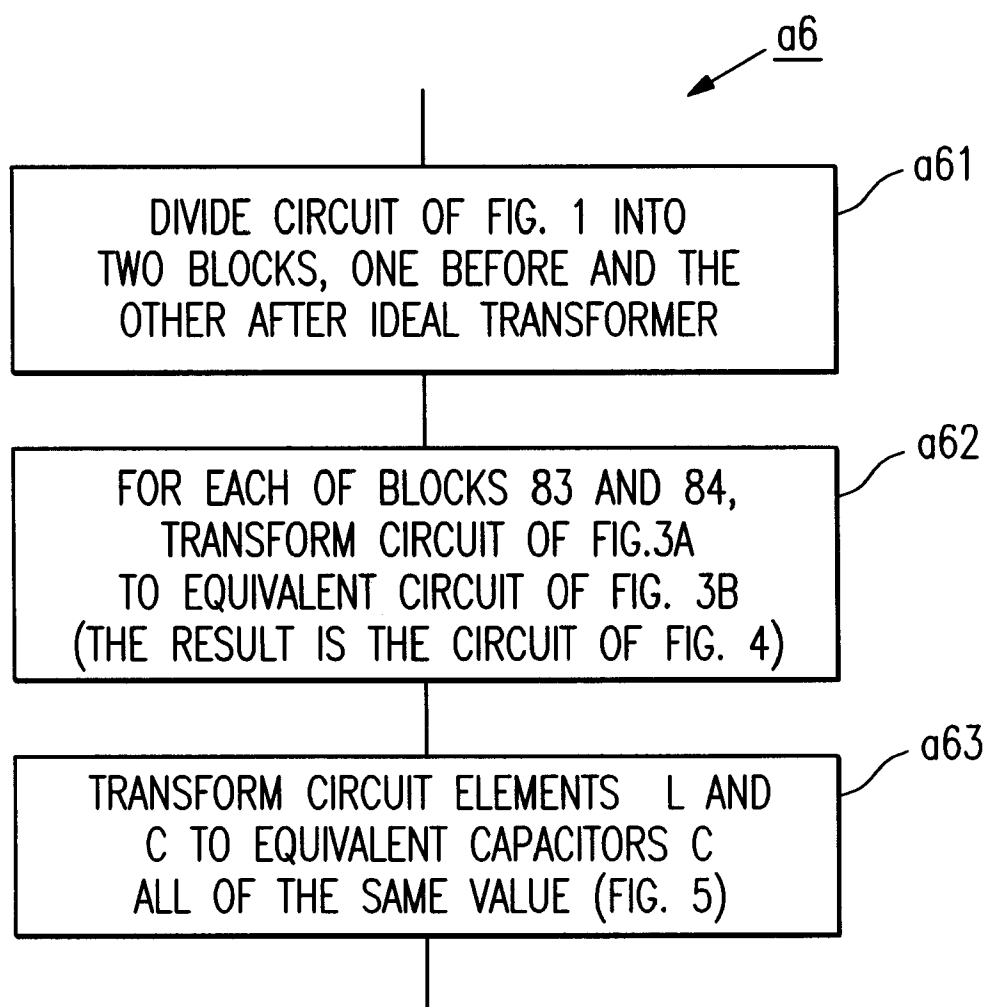 a6
a61
DIVIDE CIRCUIT OF FIG. 1 INTO
TWO BLOCKS, ONE BEFORE AND THE
OTHER AFTER IDEAL TRANSFORMER
a62
FOR EACH OF BLOCKS 83 AND 84,
TRANSFORM CIRCUIT OF FIG.3A
TO EQUIVALENT CIRCUIT OF FIG. 3B
(THE RESULT IS THE CIRCUIT OF FIG. 4)
a63
TRANSFORM CIRCUIT ELEMENTS L AND
C TO EQUIVALENT CAPACITORS C
ALL OF THE SAME VALUE (FIG. 5)